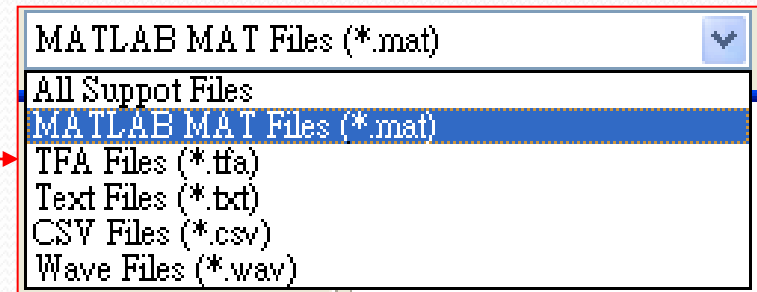 MATLAB MAT Files (*.mat)
All Suppot Files
MATLAB MAT Files (*.mat)
TFA Files (*.tfa)
Text Files (*.txt)
CSV Files (*.csv)
Wave Files (*.wav)